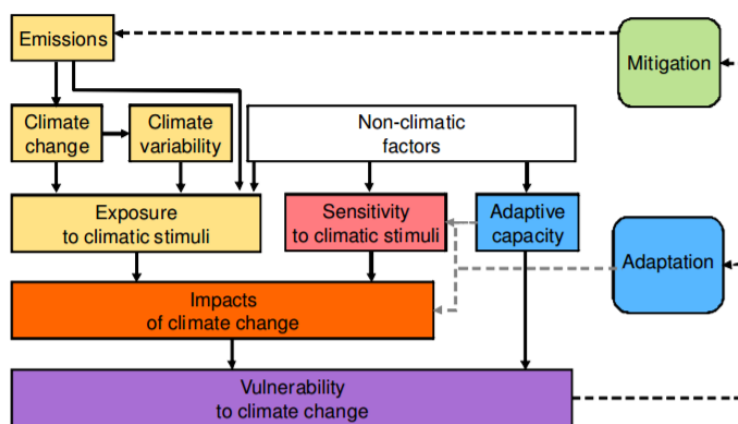 Emissions
Mitigation
Climate
change
Climate
variability
Non-climatic
factors
Exposure
to climatic stimuli
Sensitivity
to climatic stimuli
Adaptive
capacity
Adaptation
Impacts
of climate change
Vulnerability
to climate change